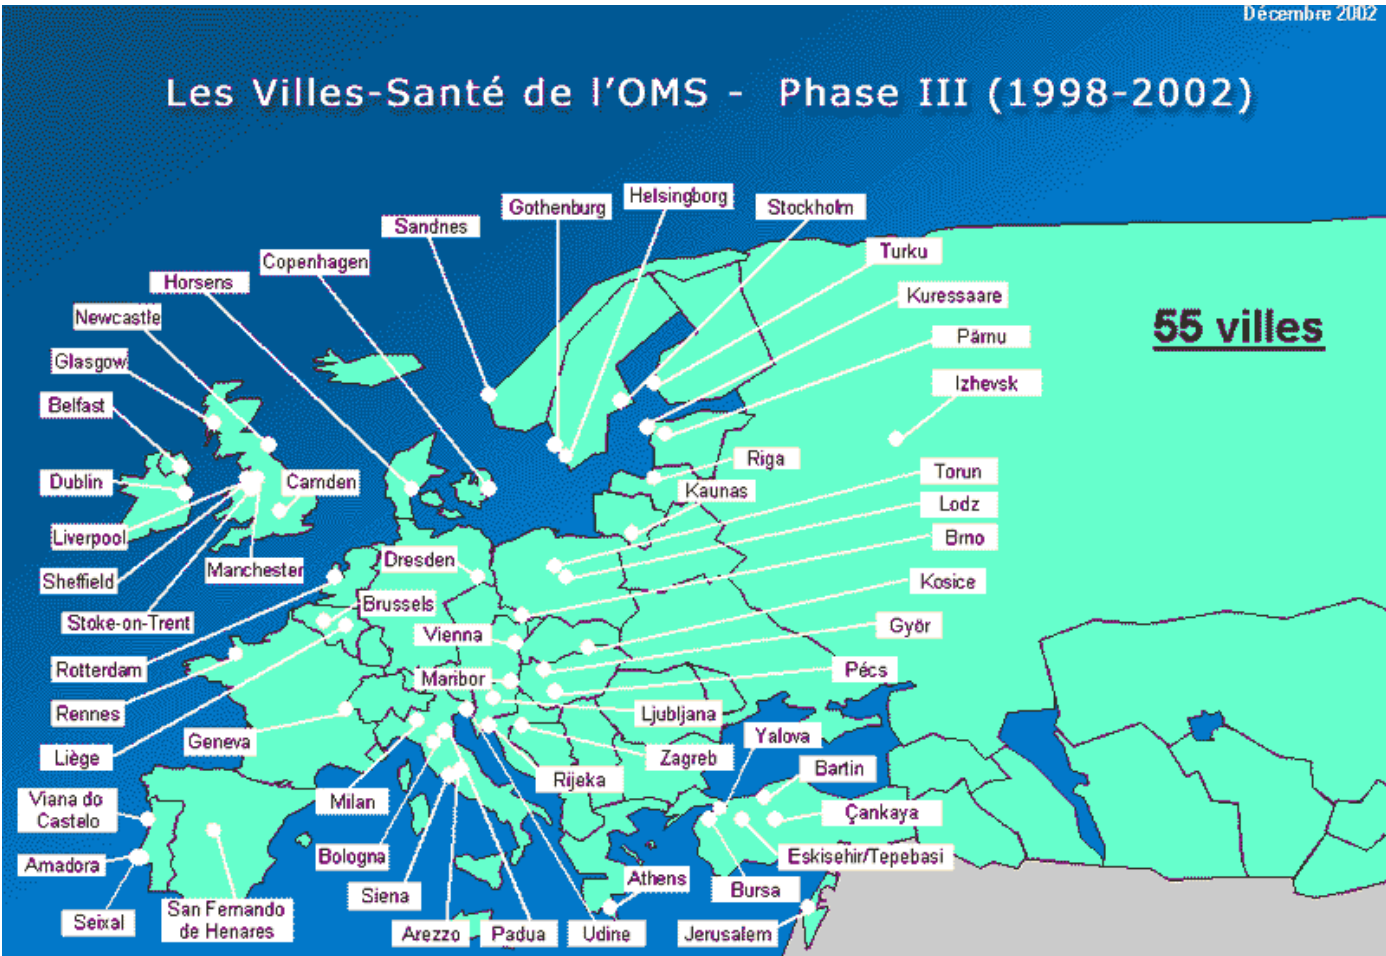 Décembre 2002
Les Villes-Santé de l'OMS - Phase III (1998-2002)
Helsingborg
Gothenburg
Stockholm
Sandnes
Turku
Copenhagen
Horsens
Kuressaare
Newcastle
55 villes
Pärnu
Glasgow
Izhevsk
Belfast
Riga
Torun
Dublin
Camden
Kaunas
Lodz
Liverpool
Brno
Dresden
Manchester
Sheffield
Kosice
Brussels
Stoke-on-Trent
Vienna
Györ
Rotterdam
Maribor
Pécs
Rennes
Ljubljana
Geneva
Yalova
Liège
Zagreb
Rijeka
Bartin
Viana do
Castelo
Milan
Çankaya
Bologna
Eskisehir/Tepebasi
Amadora
Athens
Bursa
Siena
San Fernando
de Henares
Seixal
Arezzo
Padua
Udine
Jerusalem